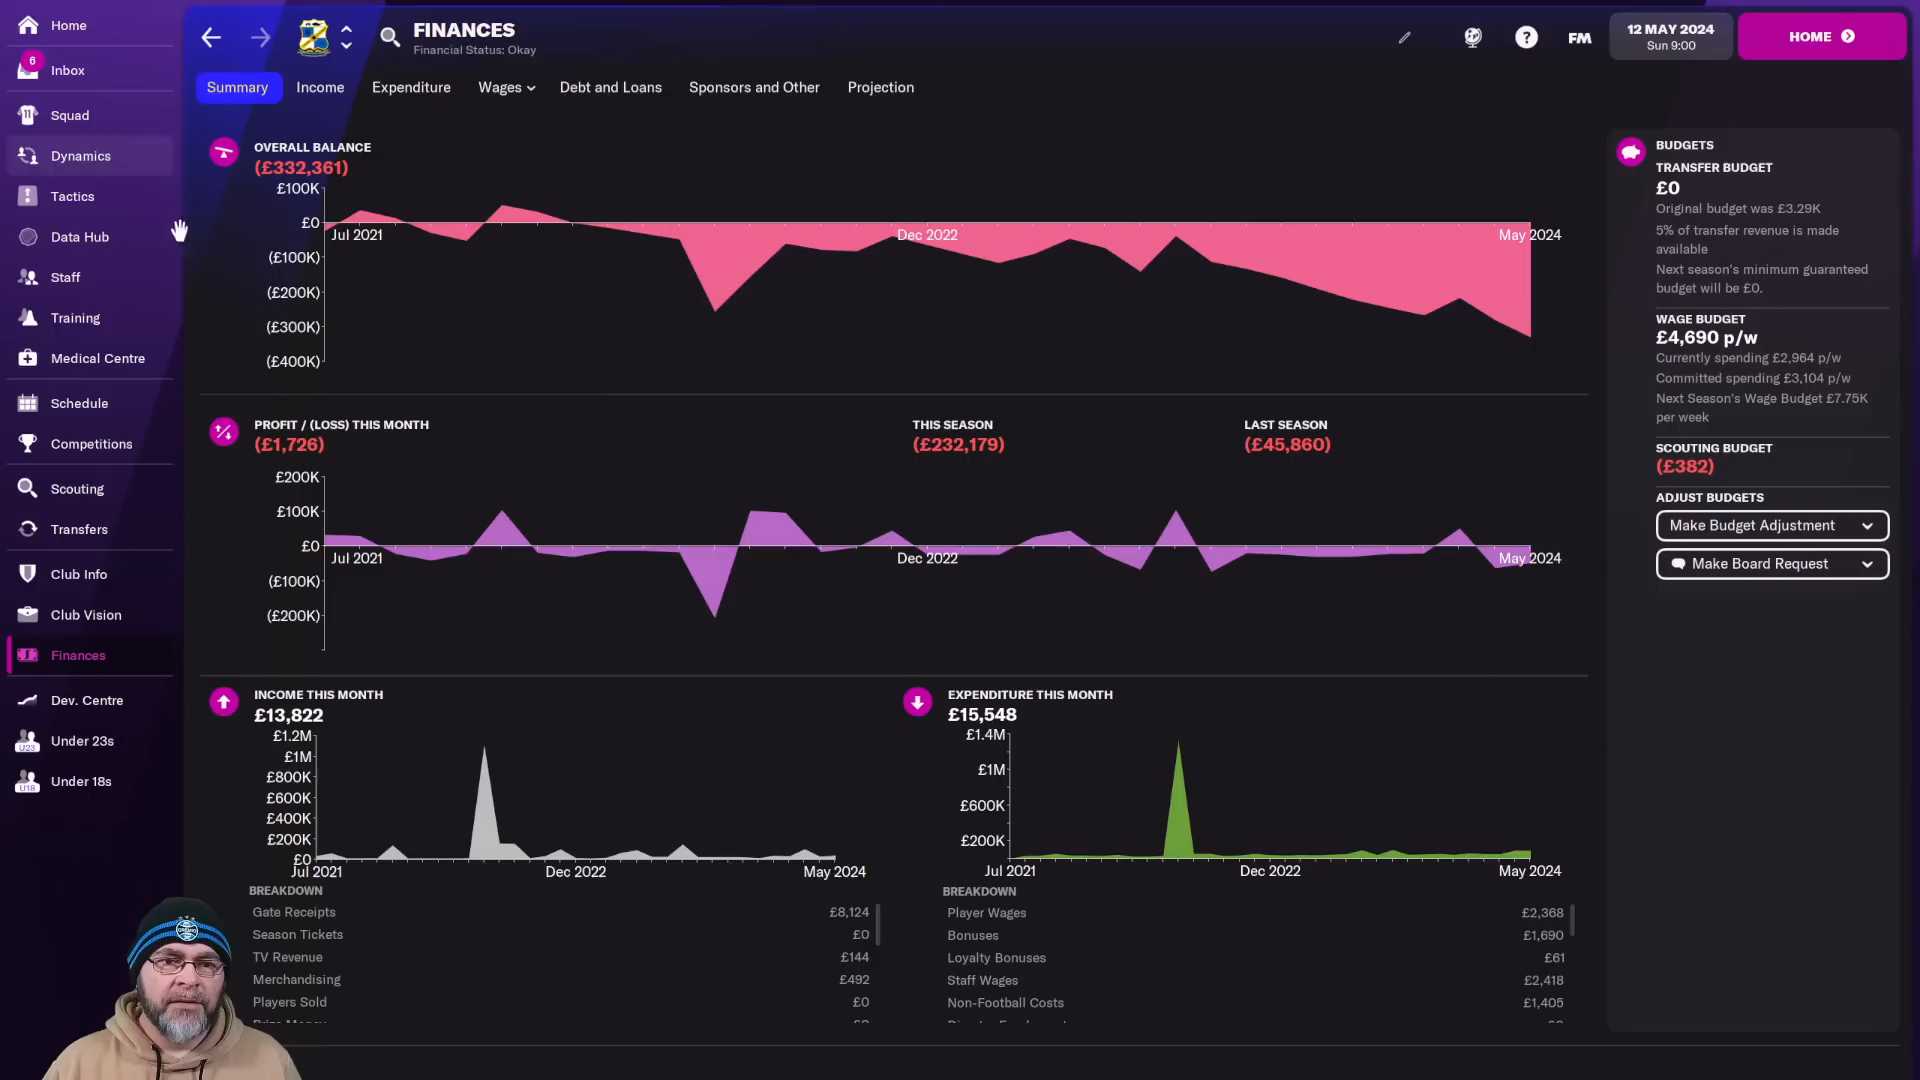 Home
6
Inbox
Squad
Dynamics
Tactics
Data Hub
Staff
Training
Medical Centre
Schedule
Competitions
Scouting
Transfers
Club Info
Club Vision
Finances
Dev. Centre
U23
Under 23s
U18
Under 18s
FINANCES
Financial Status: Okay
?
FM
12 MAY 2024
Sun 9:00
HOME
Summary
Income
Expenditure
Wages
Debt and Loans
Sponsors and Other
Projection
OVERALL BALANCE
(£332,361)
£100K
£0
(£100K)
(£200K)
(£300K)
(£400K)
Jul 2021
Dec 2022
May 2024
PROFIT / (LOSS) THIS MONTH
(£1,726)
THIS SEASON
(£232,179)
LAST SEASON
(£45,860)
£200K
£100K
£0
(£100K)
(£200K)
Jul 2021
Dec 2022
May 2024
INCOME THIS MONTH
£13,822
£1.2M
£1M
£800K
£600K
£400K
£200K
£0
Jul 2021
Dec 2022
May 2024
BREAKDOWN
Gate Receipts £8,124
Season Tickets £0
TV Revenue £144
Merchandising £492
Players Sold £0
EXPENDITURE THIS MONTH
£15,548
£1.4M
£1M
£600K
£200K
Jul 2021
Dec 2022
May 2024
BREAKDOWN
Player Wages £2,368
Bonuses £1,690
Loyalty Bonuses £61
Staff Wages £2,418
Non-Football Costs £1,405
BUDGETS
TRANSFER BUDGET
£0
Original budget was £3.29K
5% of transfer revenue is made
available
Next season's minimum guaranteed
budget will be £0.
WAGE BUDGET
£4,690 p/w
Currently spending £2,964 p/w
Committed spending £3,104 p/w
Next Season's Wage Budget £7.75K
per week
SCOUTING BUDGET
(£382)
ADJUST BUDGETS
Make Budget Adjustment
Make Board Request